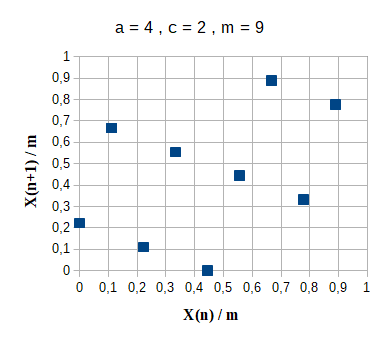 a = 4 , c = 2 , m = 9
1
0,9
0,8
0,7
0,6
0,5
0,4
0,3
0,2
0,1
0
X(n+1) / m
0 0,1 0,2 0,3 0,4 0,5 0,6 0,7 0,8 0,9 1
X(n) / m